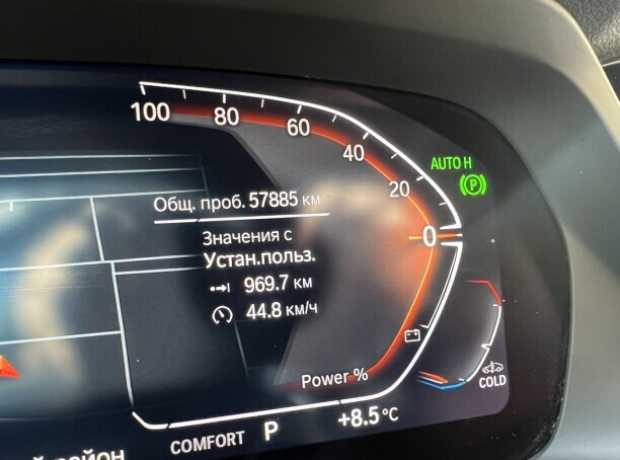 100
80
60
40
20
0
AUTO H
P
Общ. проб. 57885 км
Значения с
Устан.польз.
969.7 км
44.8 км/ч
Power %
COLD
COMFORT P +8.5 °C
район